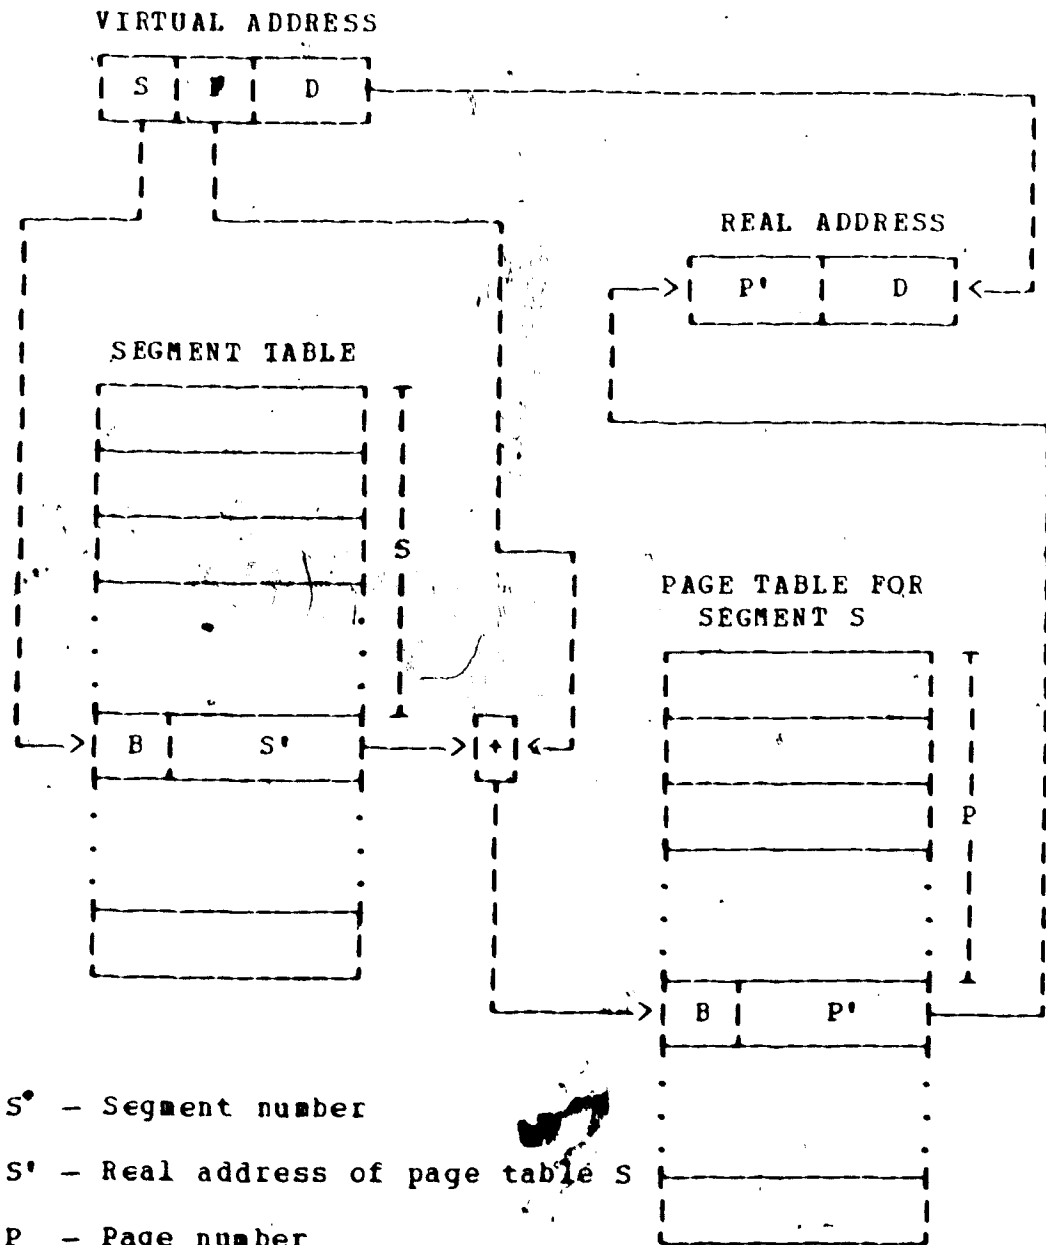 VIRTUAL ADDRESS
S D
REAL ADDRESS
P' D
SEGMENT TABLE
S
PAGE TABLE FOR
SEGMENT S
B S' +
P
B P'
S - Segment number
S' - Real address of page table S
P - Page number